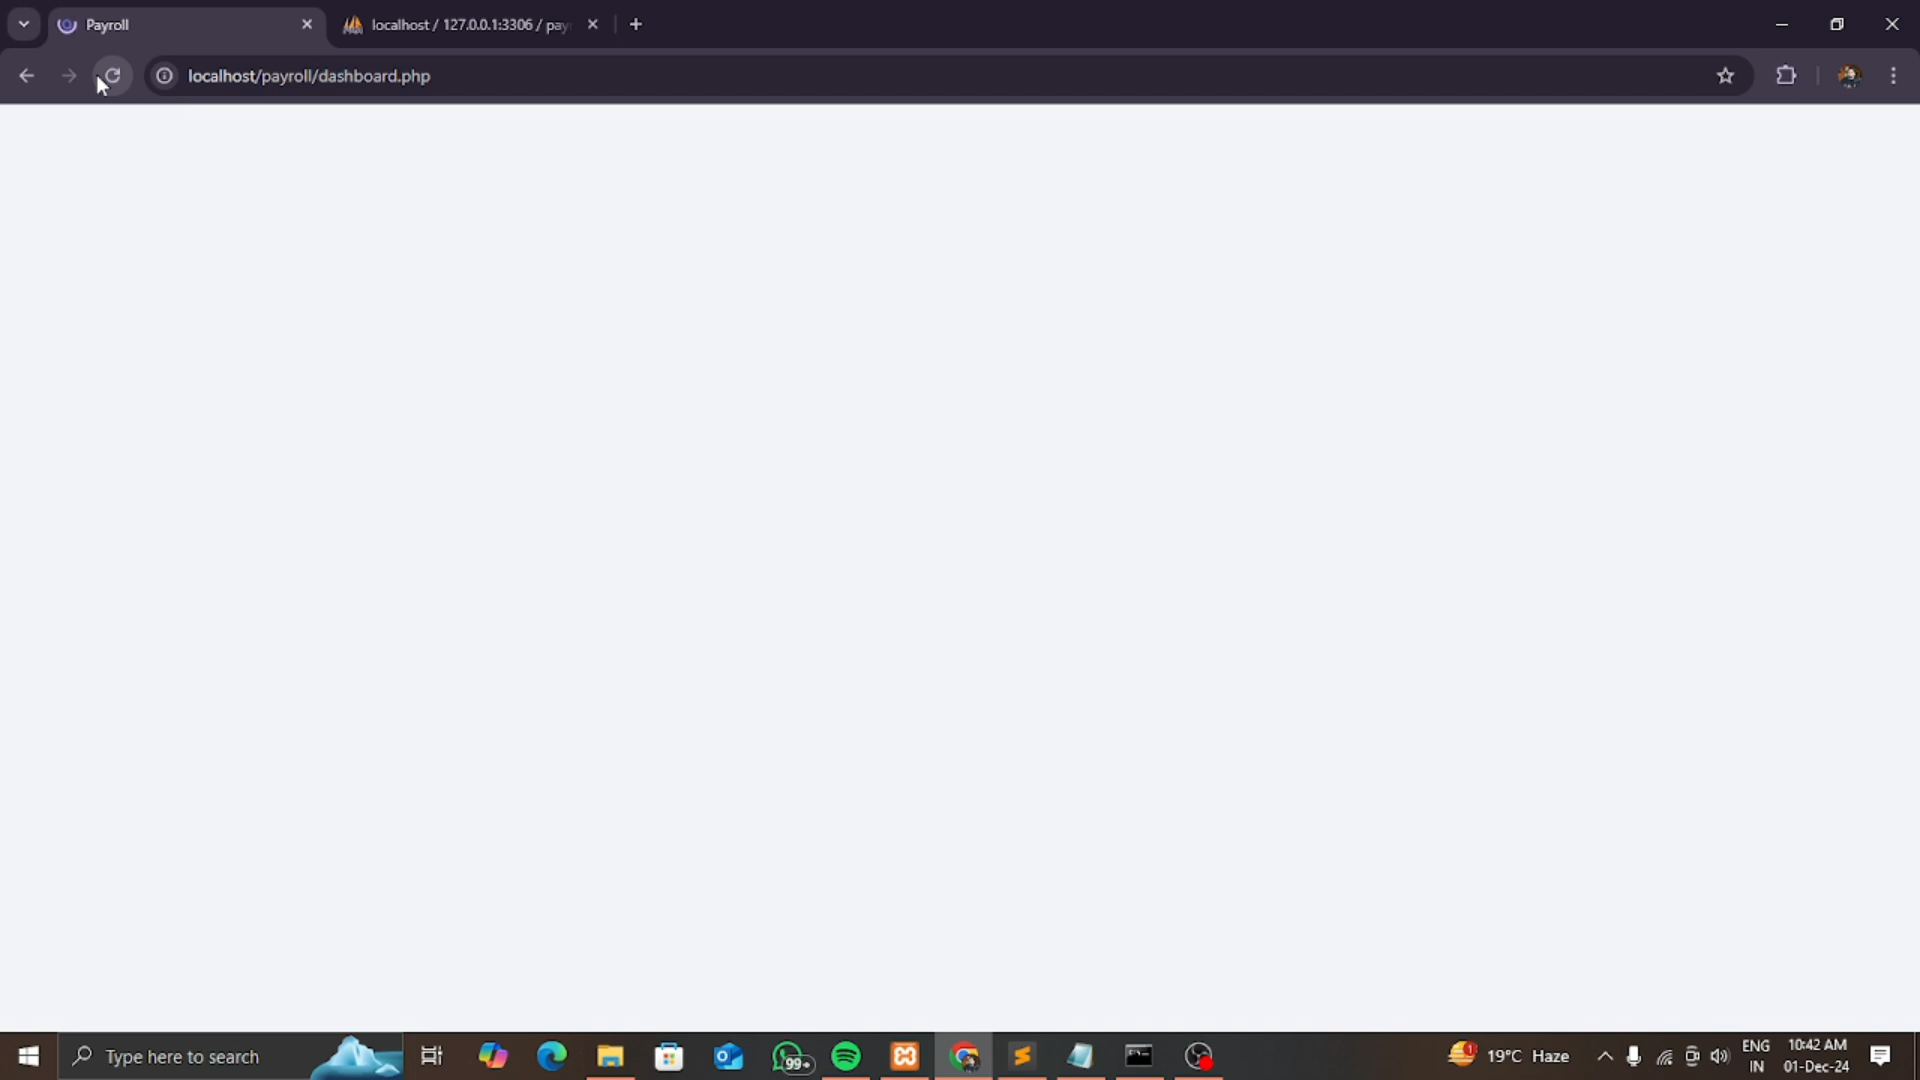 Payroll
localhost / 127.0.0.1:3306 / pay
localhost/payroll/dashboard.php
Type here to search
99+
1
19°C Haze
ENG
IN
10:42 AM
01-Dec-24